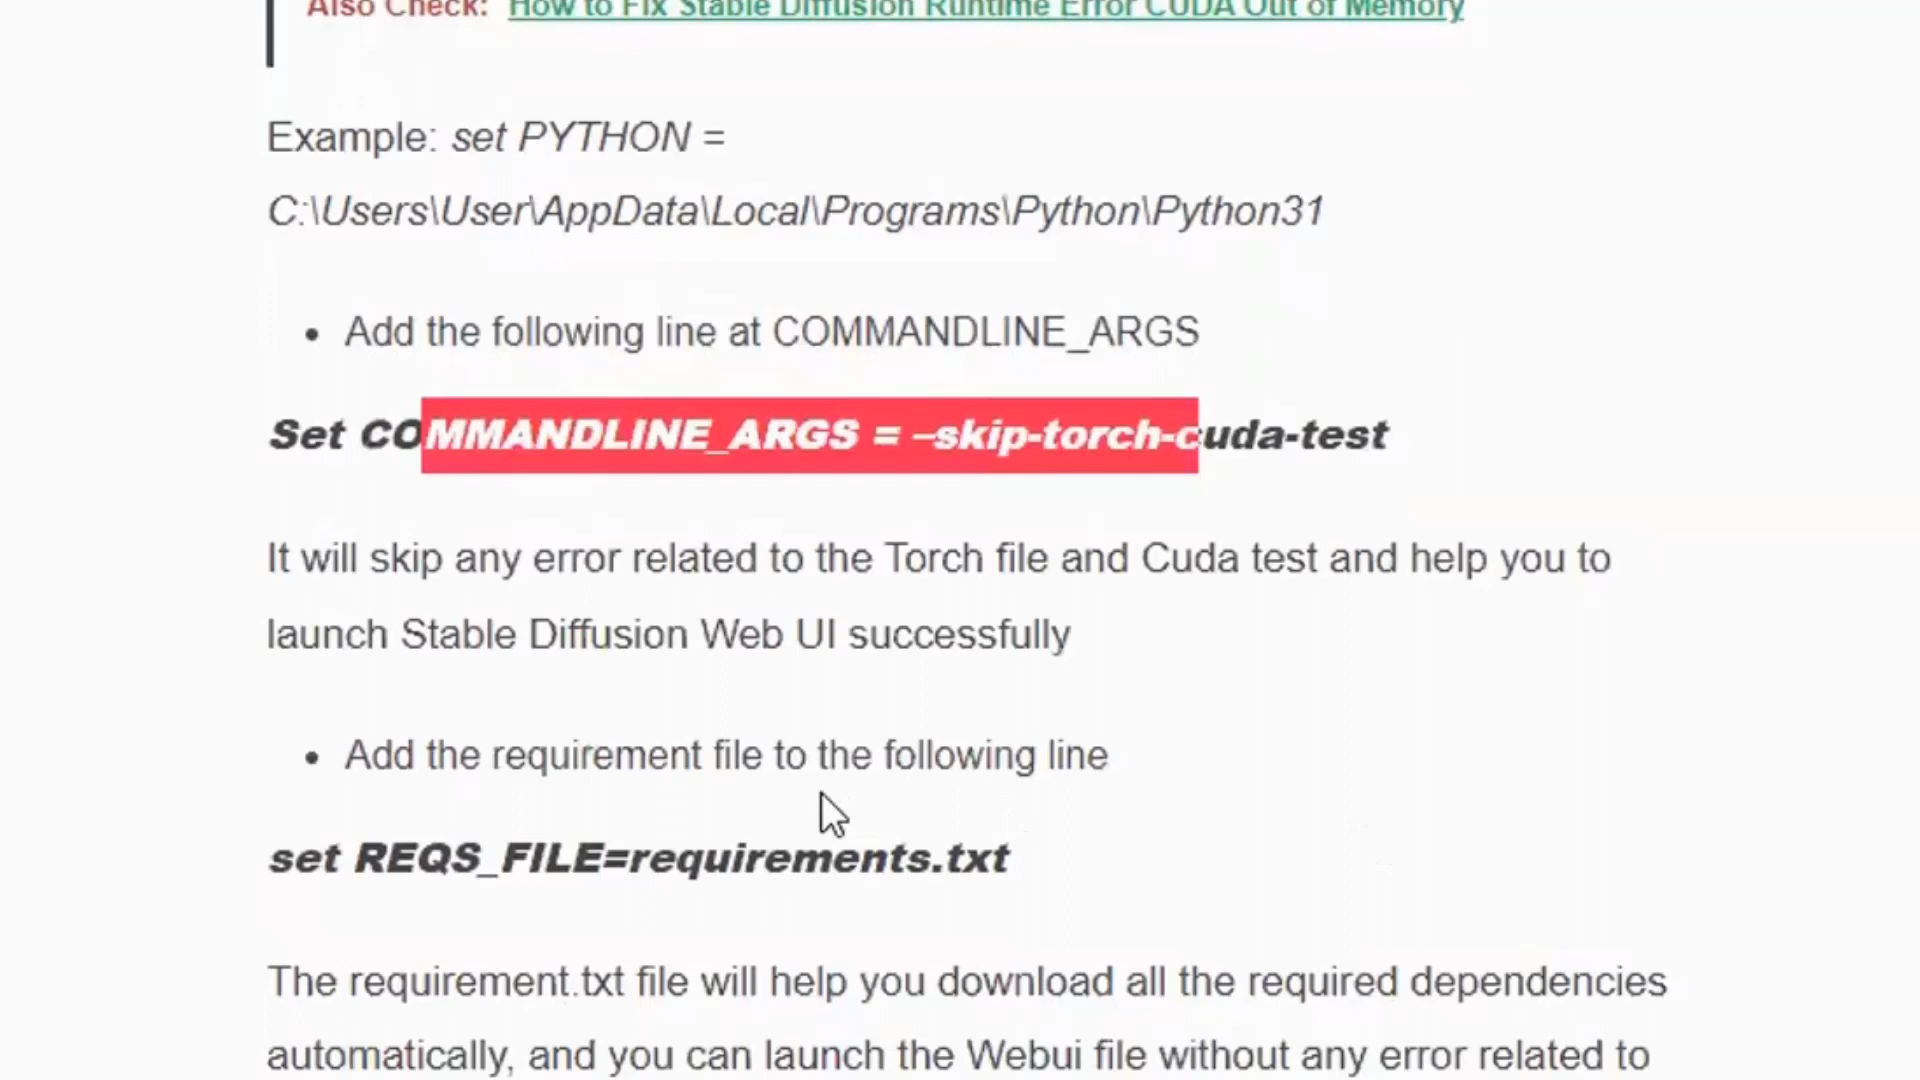 Also Check: How to Fix Stable Diffusion Runtime Error CUDA Out of Memory
Example: set PYTHON =
C:\Users\User\AppData\Local\Programs\Python\Python31
• Add the following line at COMMANDLINE_ARGS
Set COMMANDLINE_ARGS = –skip-torch-cuda-test
It will skip any error related to the Torch file and Cuda test and help you to
launch Stable Diffusion Web UI successfully
• Add the requirement file to the following line
set REQS_FILE=requirements.txt
The requirement.txt file will help you download all the required dependencies
automatically, and you can launch the Webui file without any error related to